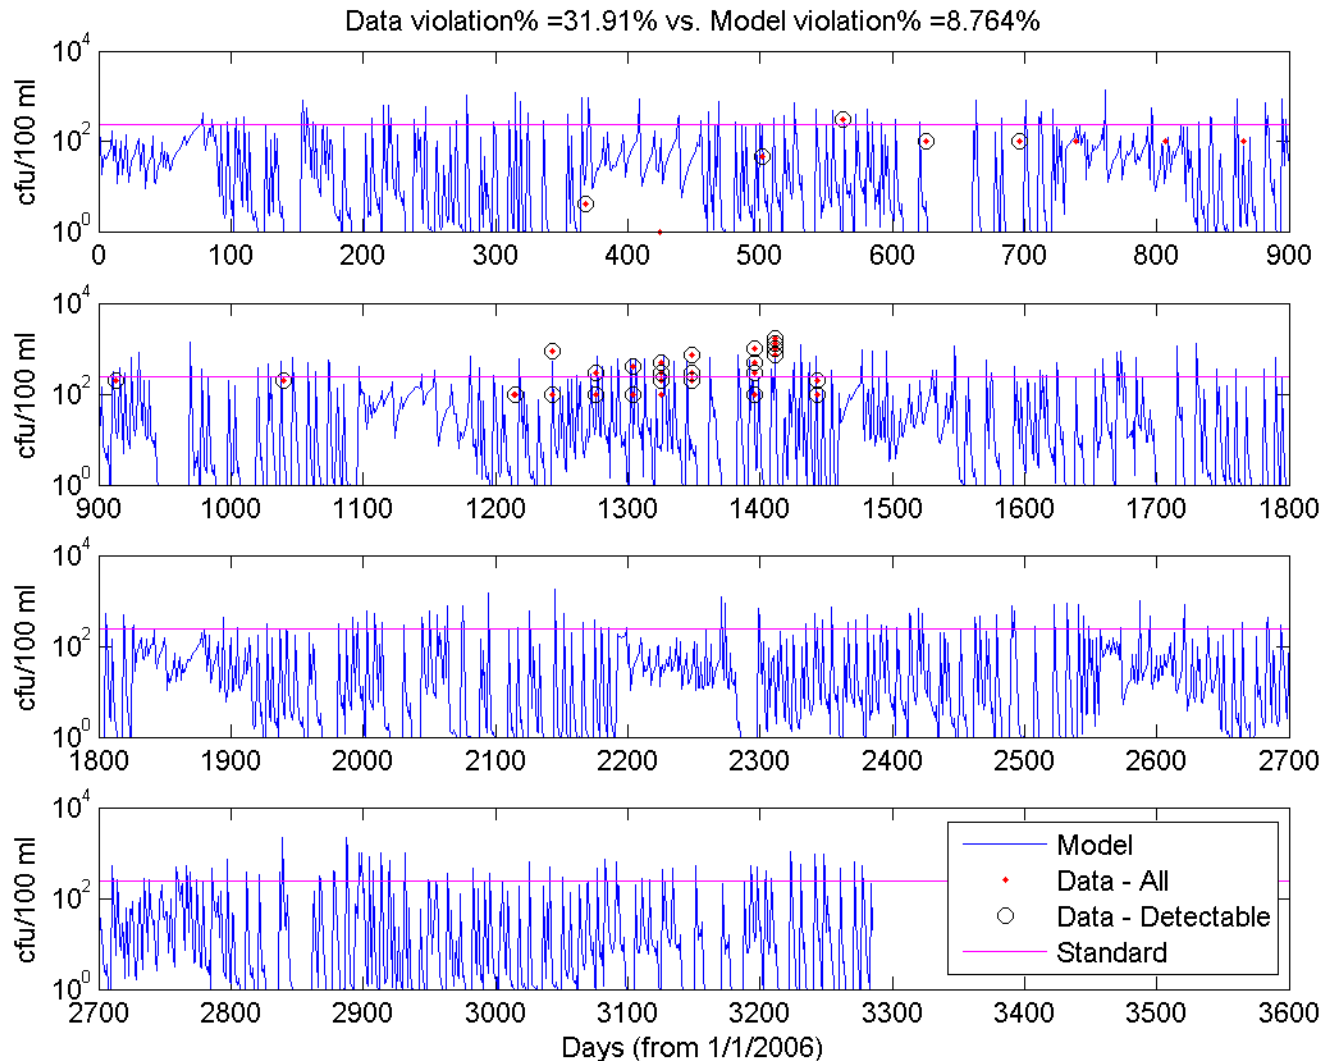 Data violation% =31.91% vs. Model violation% =8.764%
10^4
10^2
10^0
cfu/100 ml
0 100 200 300 400 500 600 700 800 900
10^4
10^2
10^0
cfu/100 ml
900 1000 1100 1200 1300 1400 1500 1600 1700 1800
10^4
10^2
10^0
cfu/100 ml
1800 1900 2000 2100 2200 2300 2400 2500 2600 2700
10^4
10^2
10^0
cfu/100 ml
Model
Data - All
Data - Detectable
Standard
2700 2800 2900 3000 3100 3200 3300 3400 3500 3600
Days (from 1/1/2006)